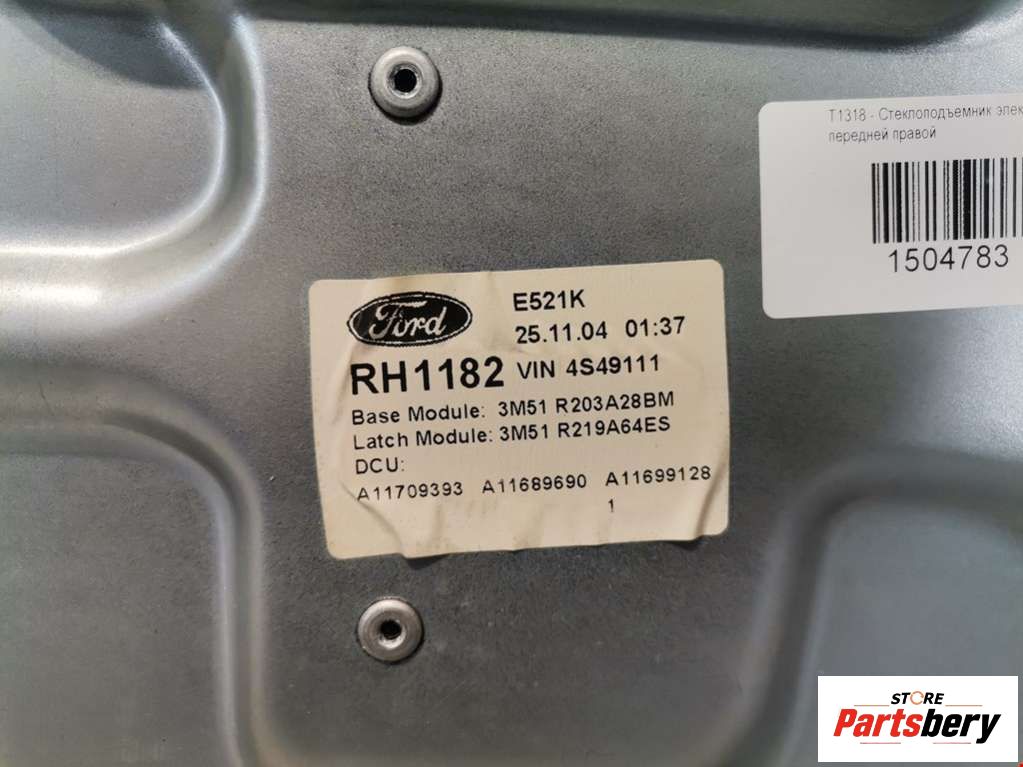 T1318 - Стеклоподъемник
передней правой
1504783
Ford
E521K
25.11.04 01:37
RH1182 VIN 4S49111
Base Module: 3M51 R203A28BM
Latch Module: 3M51 R219A64ES
DCU:
A11709393 A11689690 A11699128
1
STORE
Partsbery